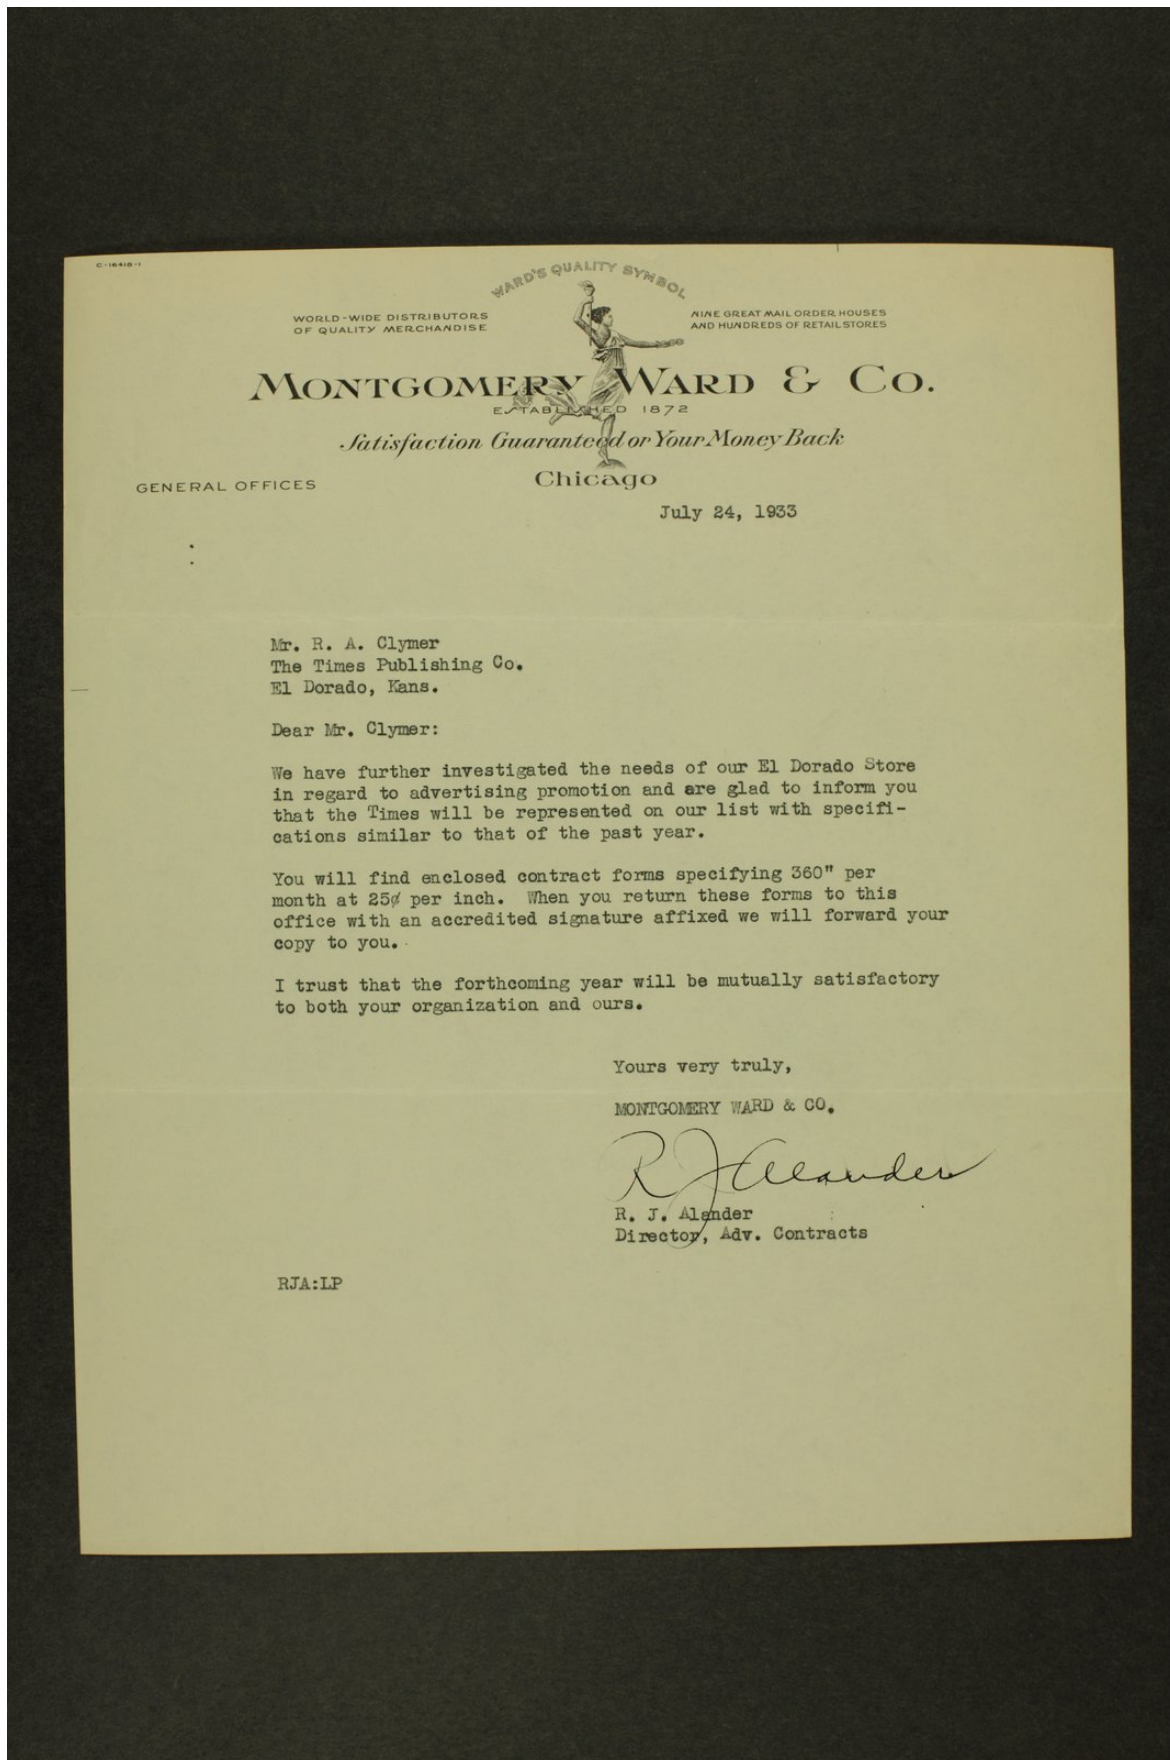 C-16418-1
WARD'S QUALITY SYMBOL
WORLD-WIDE DISTRIBUTORS
OF QUALITY MERCHANDISE
NINE GREAT MAIL ORDER HOUSES
AND HUNDREDS OF RETAIL STORES
MONTGOMERY WARD & CO.
ESTABLISHED 1872
Satisfaction Guaranteed or Your Money Back
GENERAL OFFICES
Chicago
July 24, 1933
Mr. R. A. Clymer
The Times Publishing Co.
El Dorado, Kans.
Dear Mr. Clymer:
We have further investigated the needs of our El Dorado Store
in regard to advertising promotion and are glad to inform you
that the Times will be represented on our list with specifi-
cations similar to that of the past year.
You will find enclosed contract forms specifying 360" per
month at 25¢ per inch. When you return these forms to this
office with an accredited signature affixed we will forward your
copy to you.
I trust that the forthcoming year will be mutually satisfactory
to both your organization and ours.
Yours very truly,
MONTGOMERY WARD & CO.
R J Alander
R. J. Alander
Director, Adv. Contracts
RJA:LP